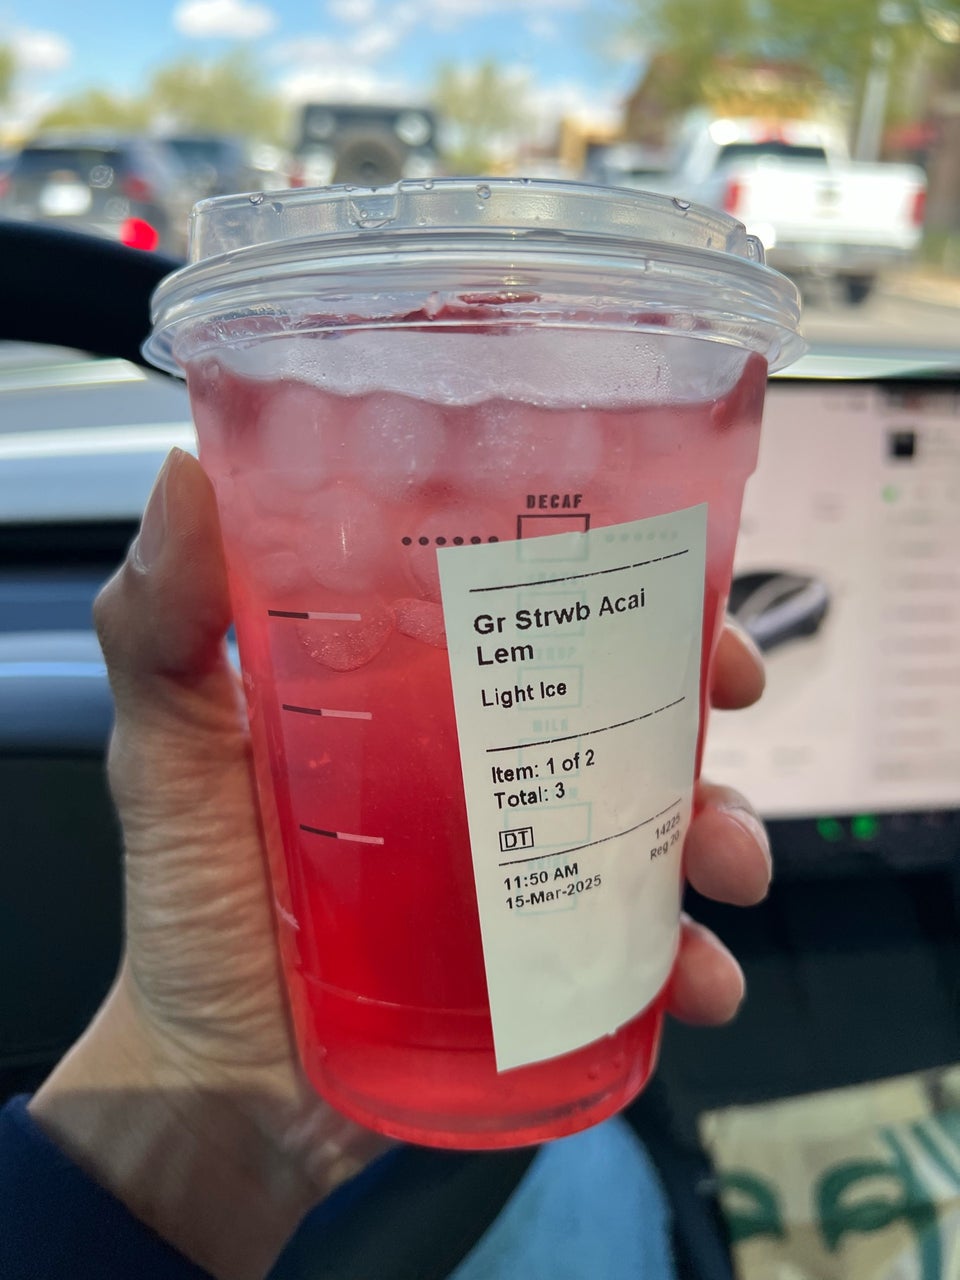 DECAF
Gr Strwb Acai
Lem
Light Ice
MILK
Item: 1 of 2
Total: 3
DT
14225
Reg 20
11:50 AM
15-Mar-2025